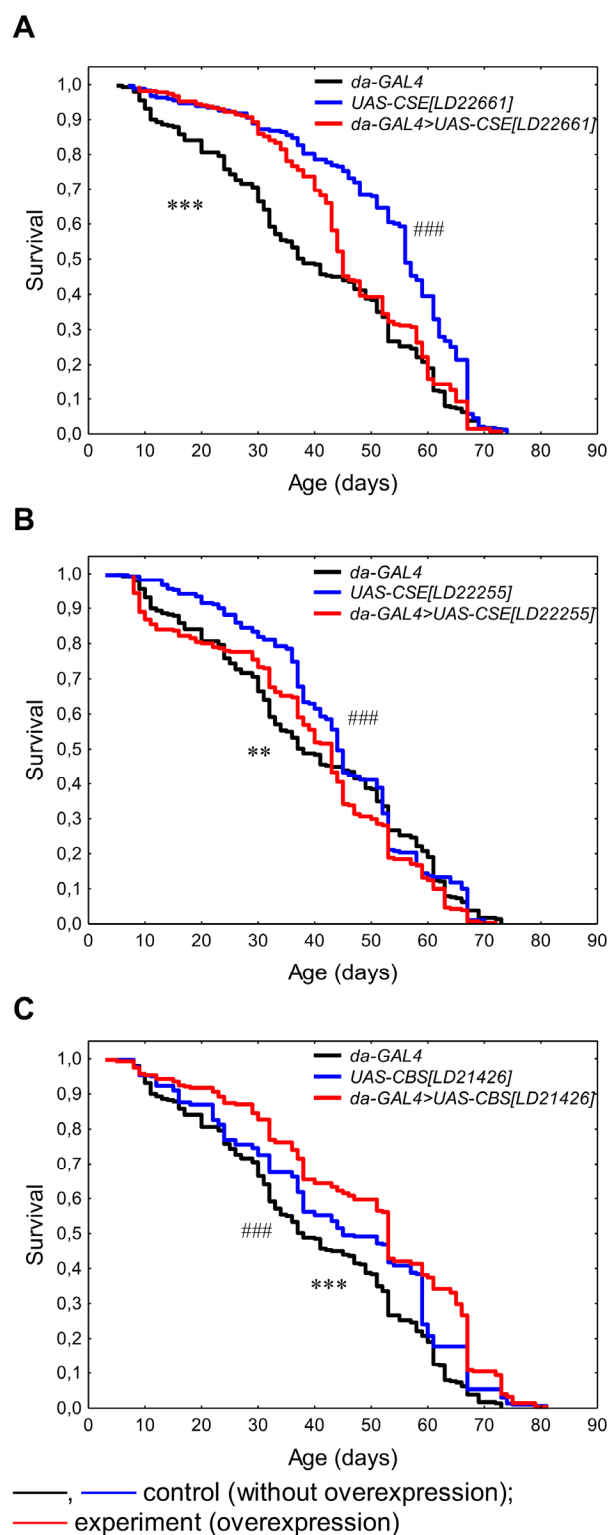 A
da-GAL4
UAS-CSE[LD22661]
da-GAL4>UAS-CSE[LD22661]
1,0
0,9
0,8
0,7
0,6
0,5
0,4
0,3
0,2
0,1
0,0
Survival
***
###
0 10 20 30 40 50 60 70 80 90
Age (days)
B
da-GAL4
UAS-CSE[LD22255]
da-GAL4>UAS-CSE[LD22255]
1,0
0,9
0,8
0,7
0,6
0,5
0,4
0,3
0,2
0,1
0,0
Survival
**
###
0 10 20 30 40 50 60 70 80 90
Age (days)
C
da-GAL4
UAS-CBS[LD21426]
da-GAL4>UAS-CBS[LD21426]
1,0
0,9
0,8
0,7
0,6
0,5
0,4
0,3
0,2
0,1
0,0
Survival
###
***
0 10 20 30 40 50 60 70 80 90
Age (days)
, control (without overexpression);
experiment (overexpression)